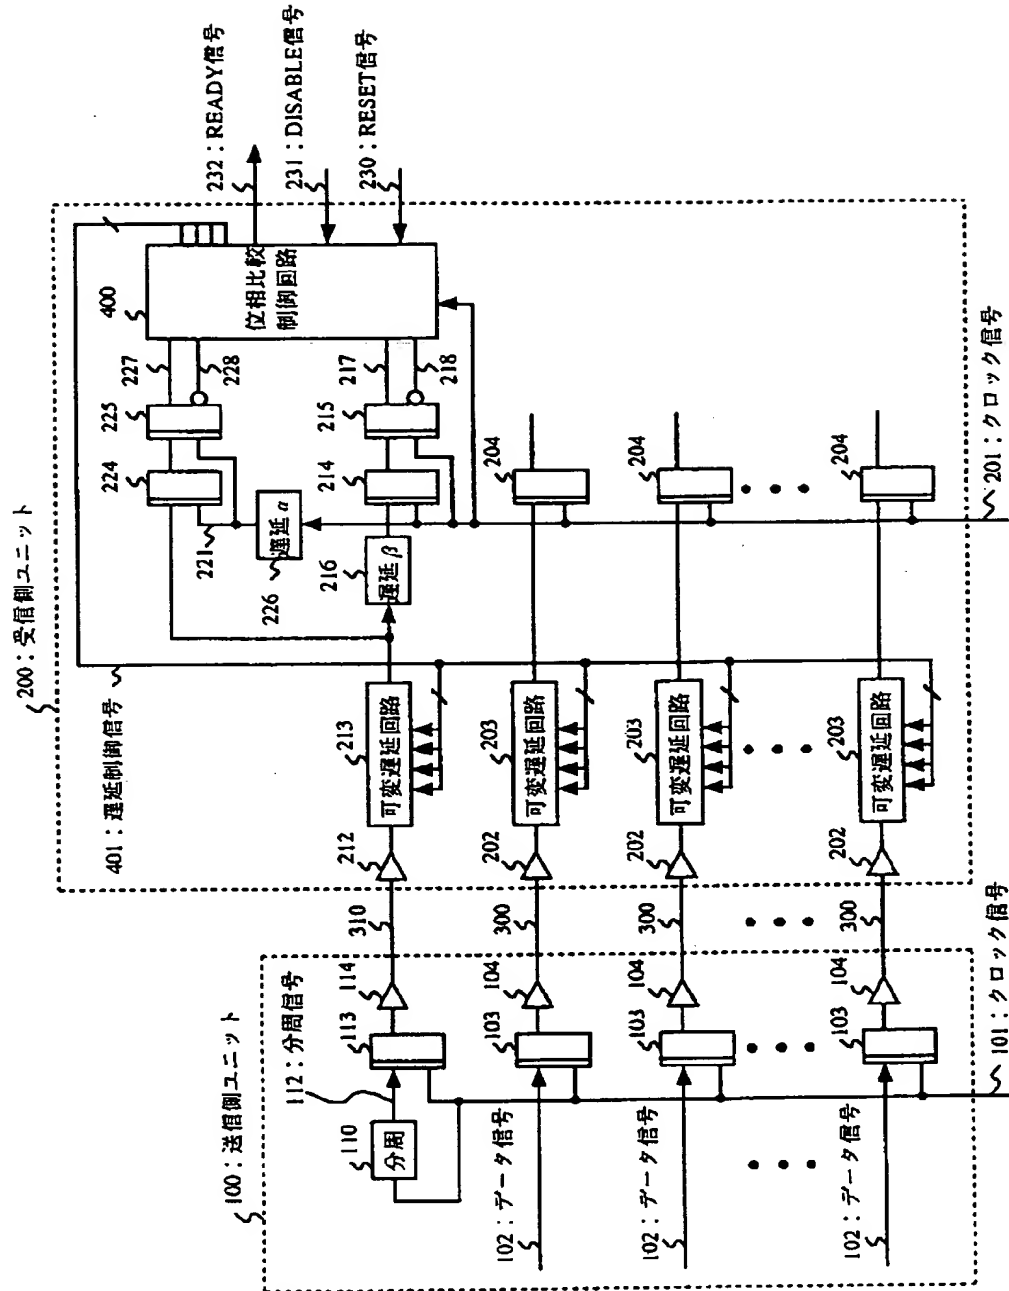 100：送信側ユニット
110
分周
112：分周信号
113
114
310
102：データ信号
103
104
300
102：データ信号
103
104
300
102：データ信号
103
104
300
101：クロック信号
200：受信側ユニット
401：遅延制御信号
212
213
可変遅延回路
202
203
可変遅延回路
202
203
可変遅延回路
202
203
可変遅延回路
216
遅延β
226
遅延α
221
224
225
227
228
214
215
217
218
204
204
204
400
位相比較
制御回路
232：READY信号
231：DISABLE信号
230：RESET信号
201：クロック信号